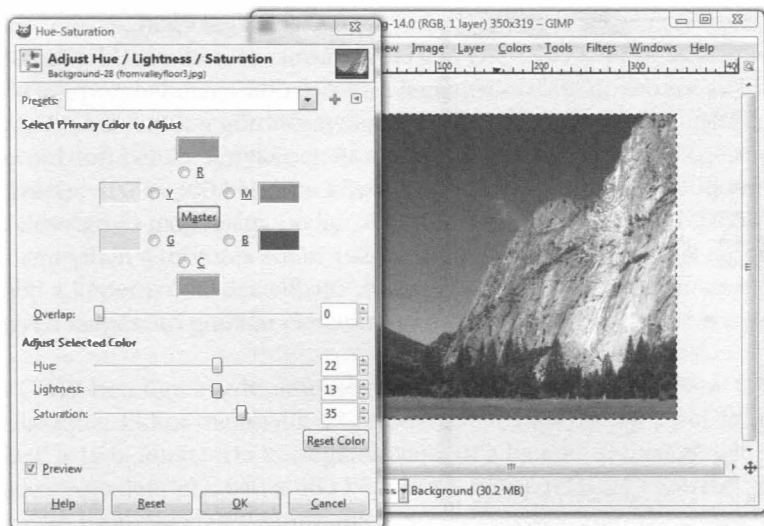 Hue-Saturation
g-14.0 (RGB, 1 layer) 350x319 – GIMP
Adjust Hue / Lightness / Saturation
Background-28 (fromvalleyfloor3.jpg)
ew Image Layer Colors Tools Filters Windows Help
100 200 300 40
Presets:
Select Primary Color to Adjust
R
Y M
Master
G B
C
Overlap: 0
Adjust Selected Color
Hue: 22
Lightness: 13
Saturation: 35
Reset Color
Preview
Help Reset OK Cancel
Background (30.2 MB)